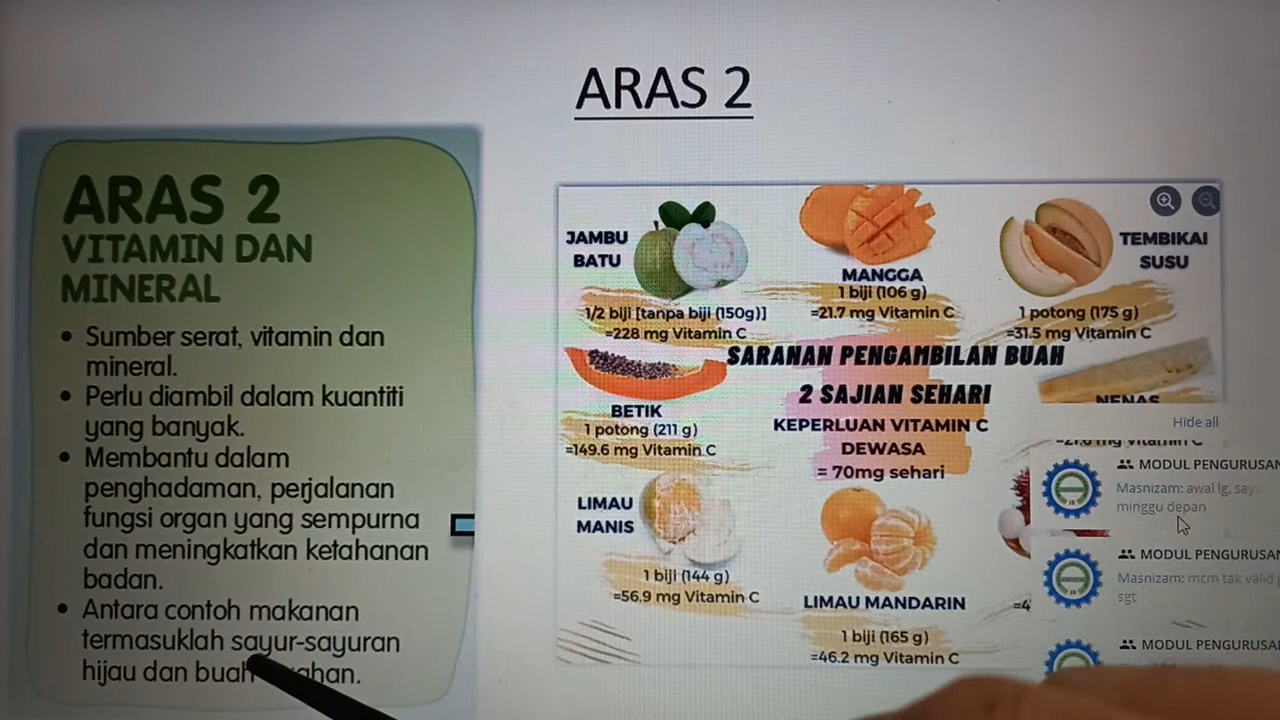 ARAS 2
ARAS 2
VITAMIN DAN
MINERAL
• Sumber serat, vitamin dan
mineral.
• Perlu diambil dalam kuantiti
yang banyak.
• Membantu dalam
penghadaman, perjalanan
fungsi organ yang sempurna
dan meningkatkan ketahanan
badan.
• Antara contoh makanan
termasuklah sayur-sayuran
hijau dan
JAMBU
BATU
1/2 biji [tanpa biji (150g)]
=228 mg Vitamin C
MANGGA
1 biji (106 g)
=21.7 mg Vitamin C
TEMBIKAI
SUSU
1 potong (175 g)
=31.5 mg Vitamin C
SARANAN PENGAMBILAN BUAH
2 SAJIAN SEHARI
KEPERLUAN VITAMIN C
DEWASA
= 70mg sehari
BETIK
1 potong (211 g)
=149.6 mg Vitamin C
NENAS
LIMAU
MANIS
1 biji (144 g)
=56.9 mg Vitamin C
LIMAU MANDARIN
1 biji (165 g)
=46.2 mg Vitamin C
Hide all
MODUL PENGURUSAN
Masnizam: awal lg, say
minggu depan
MODUL PENGURUSAN
Masnizam: mcm tak valid
sgt
MODUL PENGURUSAN